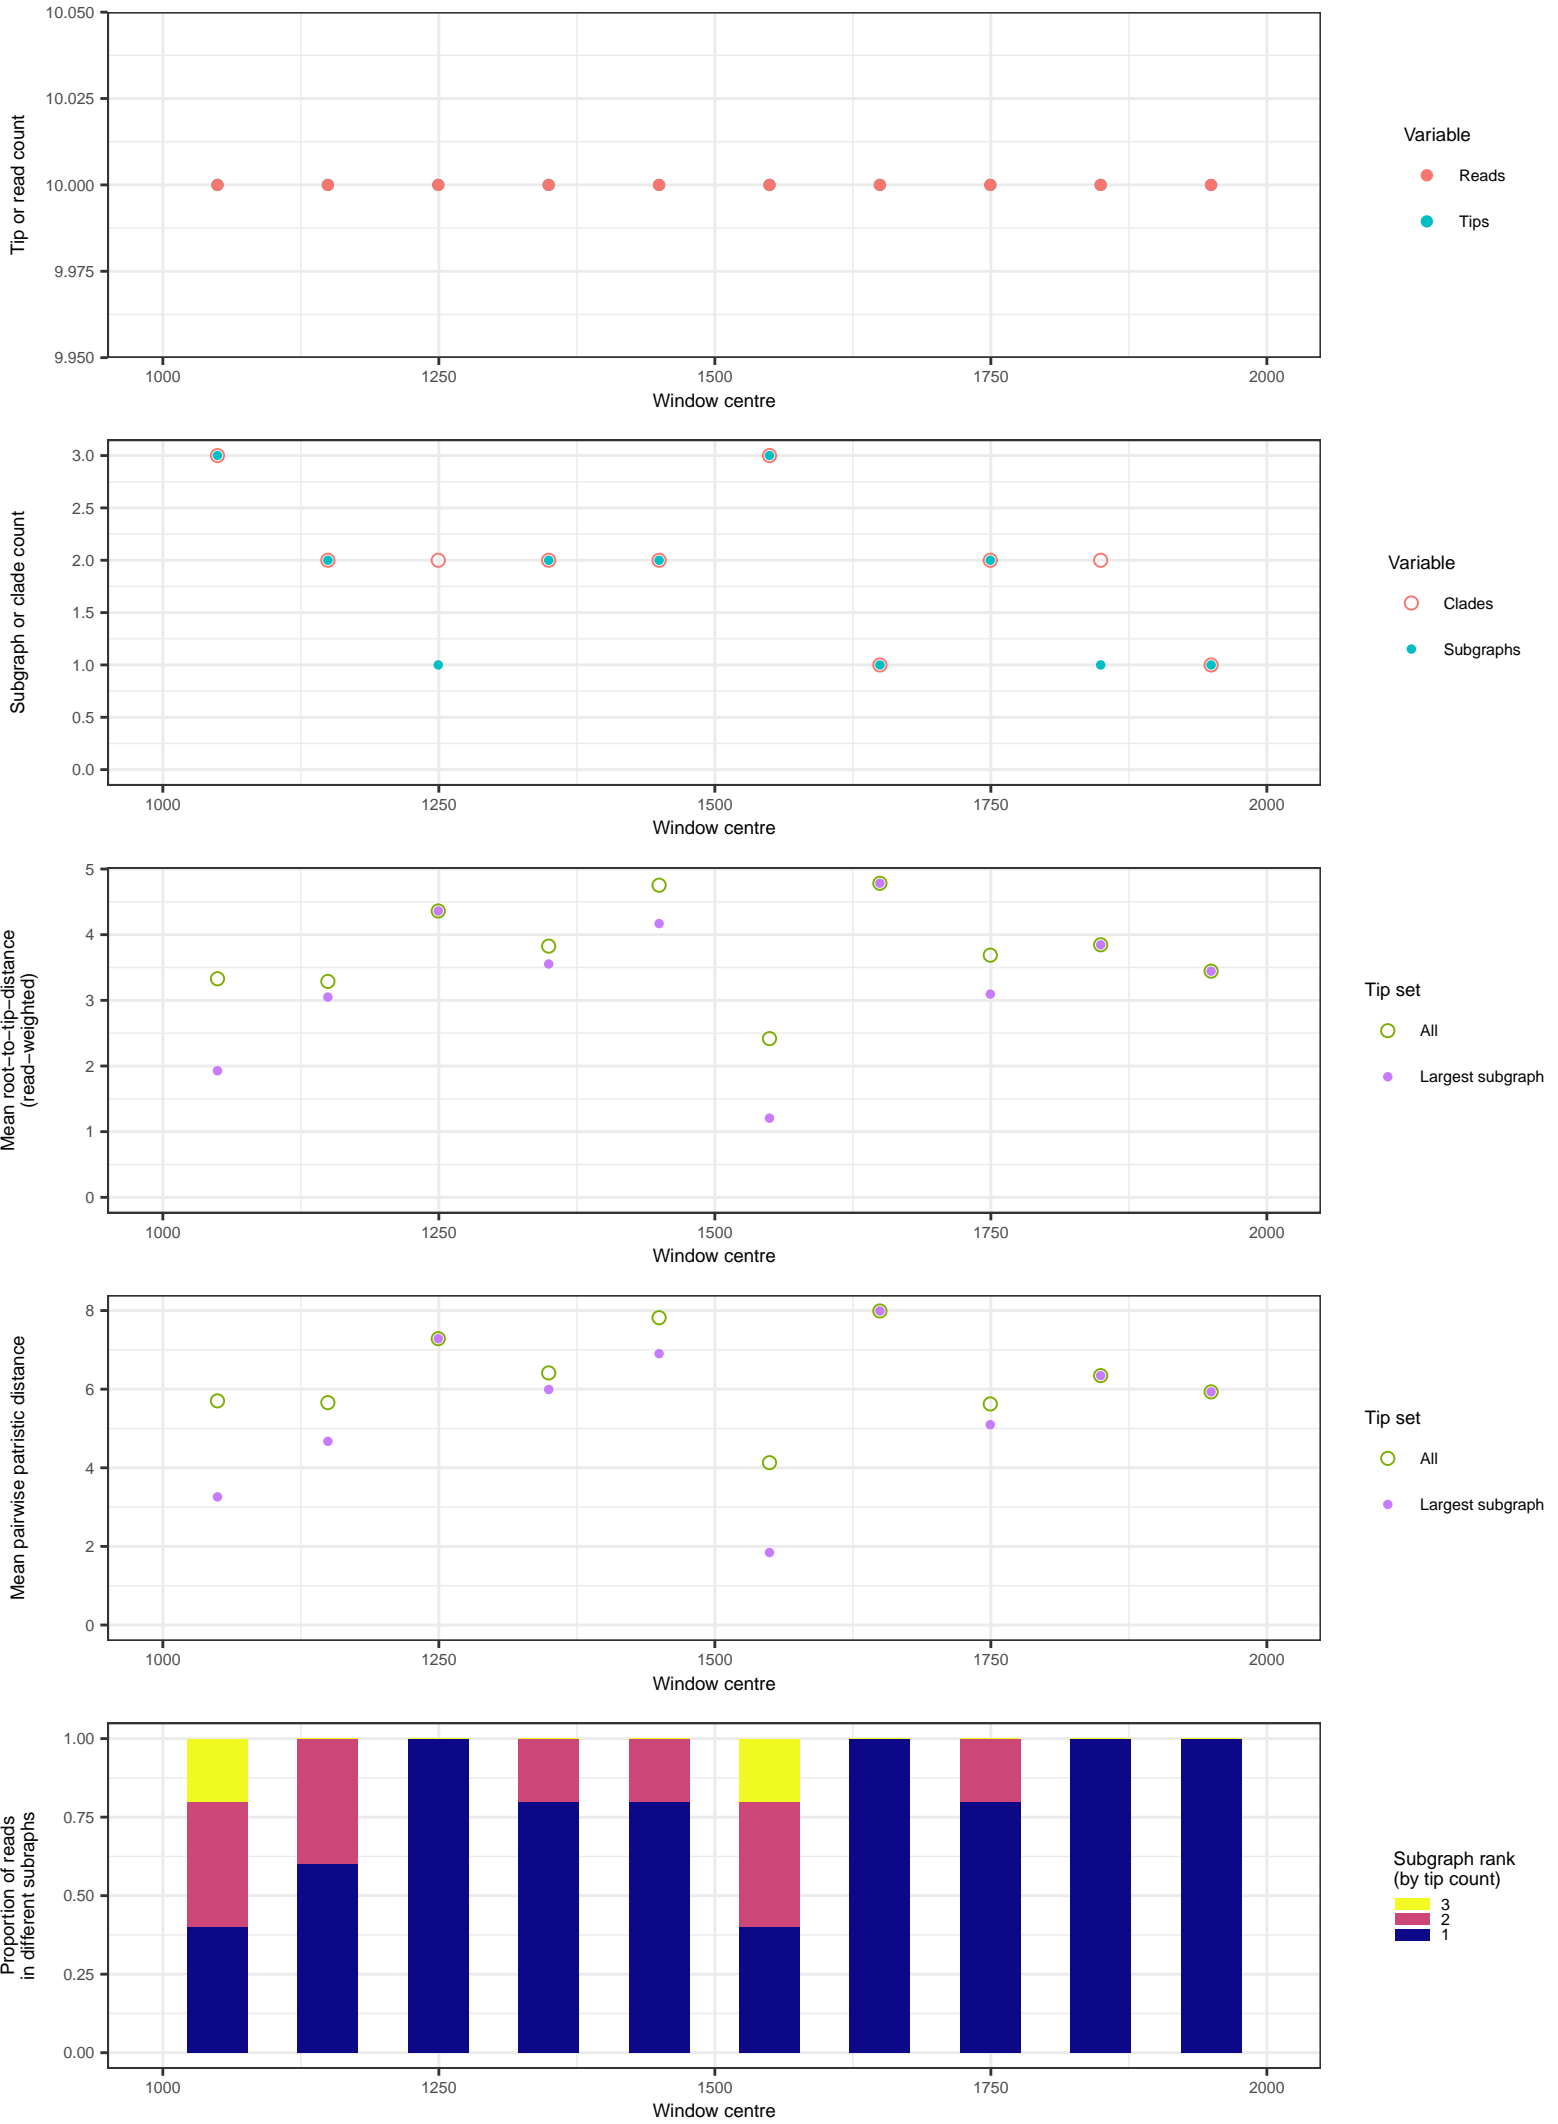 10.050
10.025
10.000
9.975
9.950
Tip or read count
1000 1250 1500 1750 2000
Window centre
Variable
Reads
Tips
3.0
2.5
2.0
1.5
1.0
0.5
0.0
Subgraph or clade count
1000 1250 1500 1750 2000
Window centre
Variable
Clades
Subgraphs
5
4
3
2
1
0
Mean root−to−tip−distance
(read−weighted)
1000 1250 1500 1750 2000
Window centre
Tip set
All
Largest subgraph
8
6
4
2
0
Mean pairwise patristic distance
1000 1250 1500 1750 2000
Window centre
Tip set
All
Largest subgraph
1.00
0.75
0.50
0.25
0.00
Proportion of reads
in different subraphs
1000 1250 1500 1750 2000
Window centre
Subgraph rank
(by tip count)
3
2
1